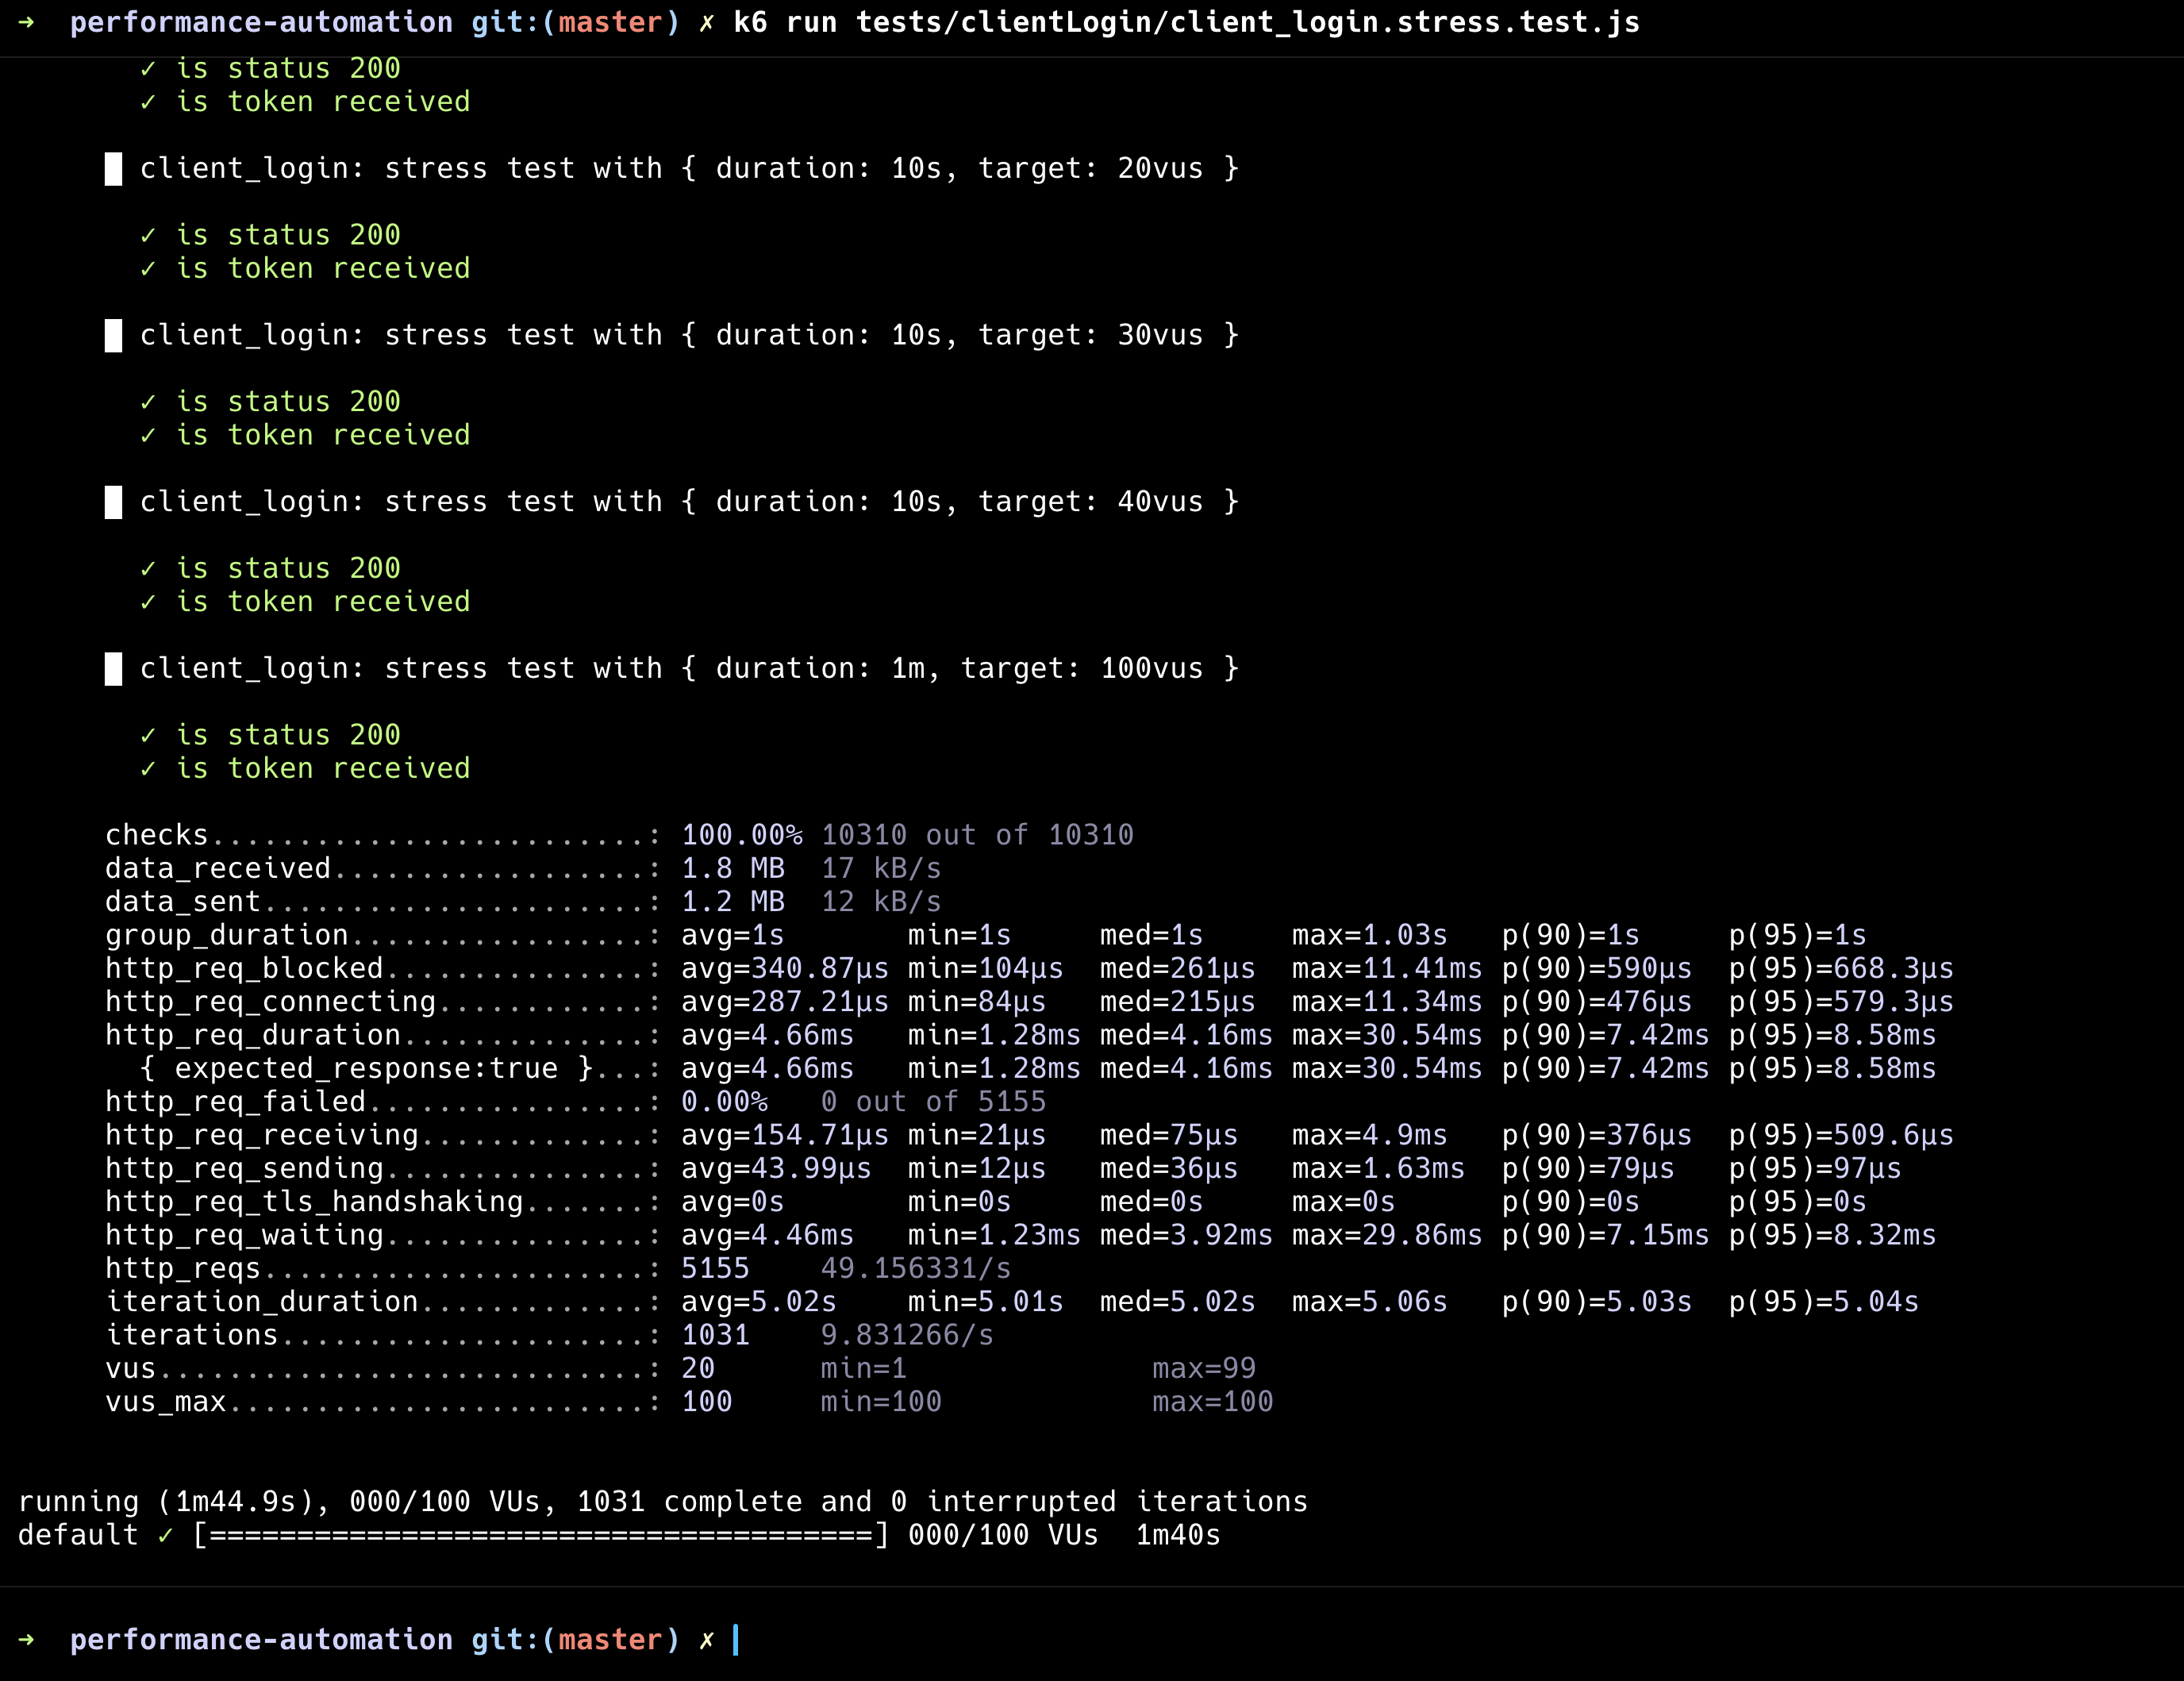 ➜  performance-automation git:(master) ✗ k6 run tests/clientLogin/client_login.stress.test.js
✓ is status 200
✓ is token received
█ client_login: stress test with { duration: 10s, target: 20vus }
✓ is status 200
✓ is token received
█ client_login: stress test with { duration: 10s, target: 30vus }
✓ is status 200
✓ is token received
█ client_login: stress test with { duration: 10s, target: 40vus }
✓ is status 200
✓ is token received
█ client_login: stress test with { duration: 1m, target: 100vus }
✓ is status 200
✓ is token received
checks.........................: 100.00% 10310 out of 10310
data_received..................: 1.8 MB  17 kB/s
data_sent......................: 1.2 MB  12 kB/s
group_duration.................: avg=1s       min=1s     med=1s     max=1.03s   p(90)=1s     p(95)=1s
http_req_blocked...............: avg=340.87µs min=104µs  med=261µs  max=11.41ms p(90)=590µs  p(95)=668.3µs
http_req_connecting............: avg=287.21µs min=84µs   med=215µs  max=11.34ms p(90)=476µs  p(95)=579.3µs
http_req_duration..............: avg=4.66ms   min=1.28ms med=4.16ms max=30.54ms p(90)=7.42ms p(95)=8.58ms
{ expected_response:true }...: avg=4.66ms   min=1.28ms med=4.16ms max=30.54ms p(90)=7.42ms p(95)=8.58ms
http_req_failed................: 0.00%   0 out of 5155
http_req_receiving.............: avg=154.71µs min=21µs   med=75µs   max=4.9ms   p(90)=376µs  p(95)=509.6µs
http_req_sending...............: avg=43.99µs  min=12µs   med=36µs   max=1.63ms  p(90)=79µs   p(95)=97µs
http_req_tls_handshaking.......: avg=0s       min=0s     med=0s     max=0s      p(90)=0s     p(95)=0s
http_req_waiting...............: avg=4.46ms   min=1.23ms med=3.92ms max=29.86ms p(90)=7.15ms p(95)=8.32ms
http_reqs......................: 5155    49.156331/s
iteration_duration.............: avg=5.02s    min=5.01s  med=5.02s  max=5.06s   p(90)=5.03s  p(95)=5.04s
iterations.....................: 1031    9.831266/s
vus............................: 20      min=1              max=99
vus_max........................: 100     min=100            max=100
running (1m44.9s), 000/100 VUs, 1031 complete and 0 interrupted iterations
default ✓ [======================================] 000/100 VUs  1m40s
➜  performance-automation git:(master) ✗